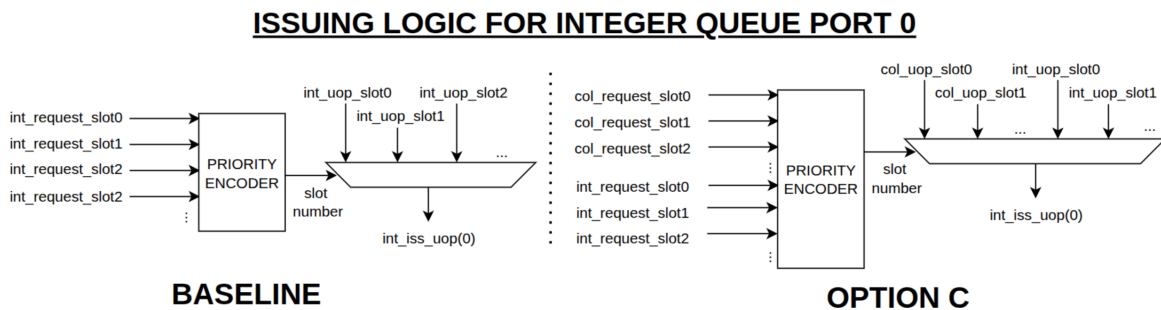 ISSUING LOGIC FOR INTEGER QUEUE PORT 0
int_uop_slot0 int_uop_slot2
int_uop_slot1
int_request_slot0
int_request_slot1
int_request_slot2
int_request_slot2
...
PRIORITY
ENCODER
slot
number
...
int_iss_uop(0)
BASELINE
col_uop_slot0 int_uop_slot0
col_uop_slot1 int_uop_slot1
... ...
col_request_slot0
col_request_slot1
col_request_slot2
...
int_request_slot0
int_request_slot1
int_request_slot2
...
PRIORITY
ENCODER
slot
number
int_iss_uop(0)
OPTION C